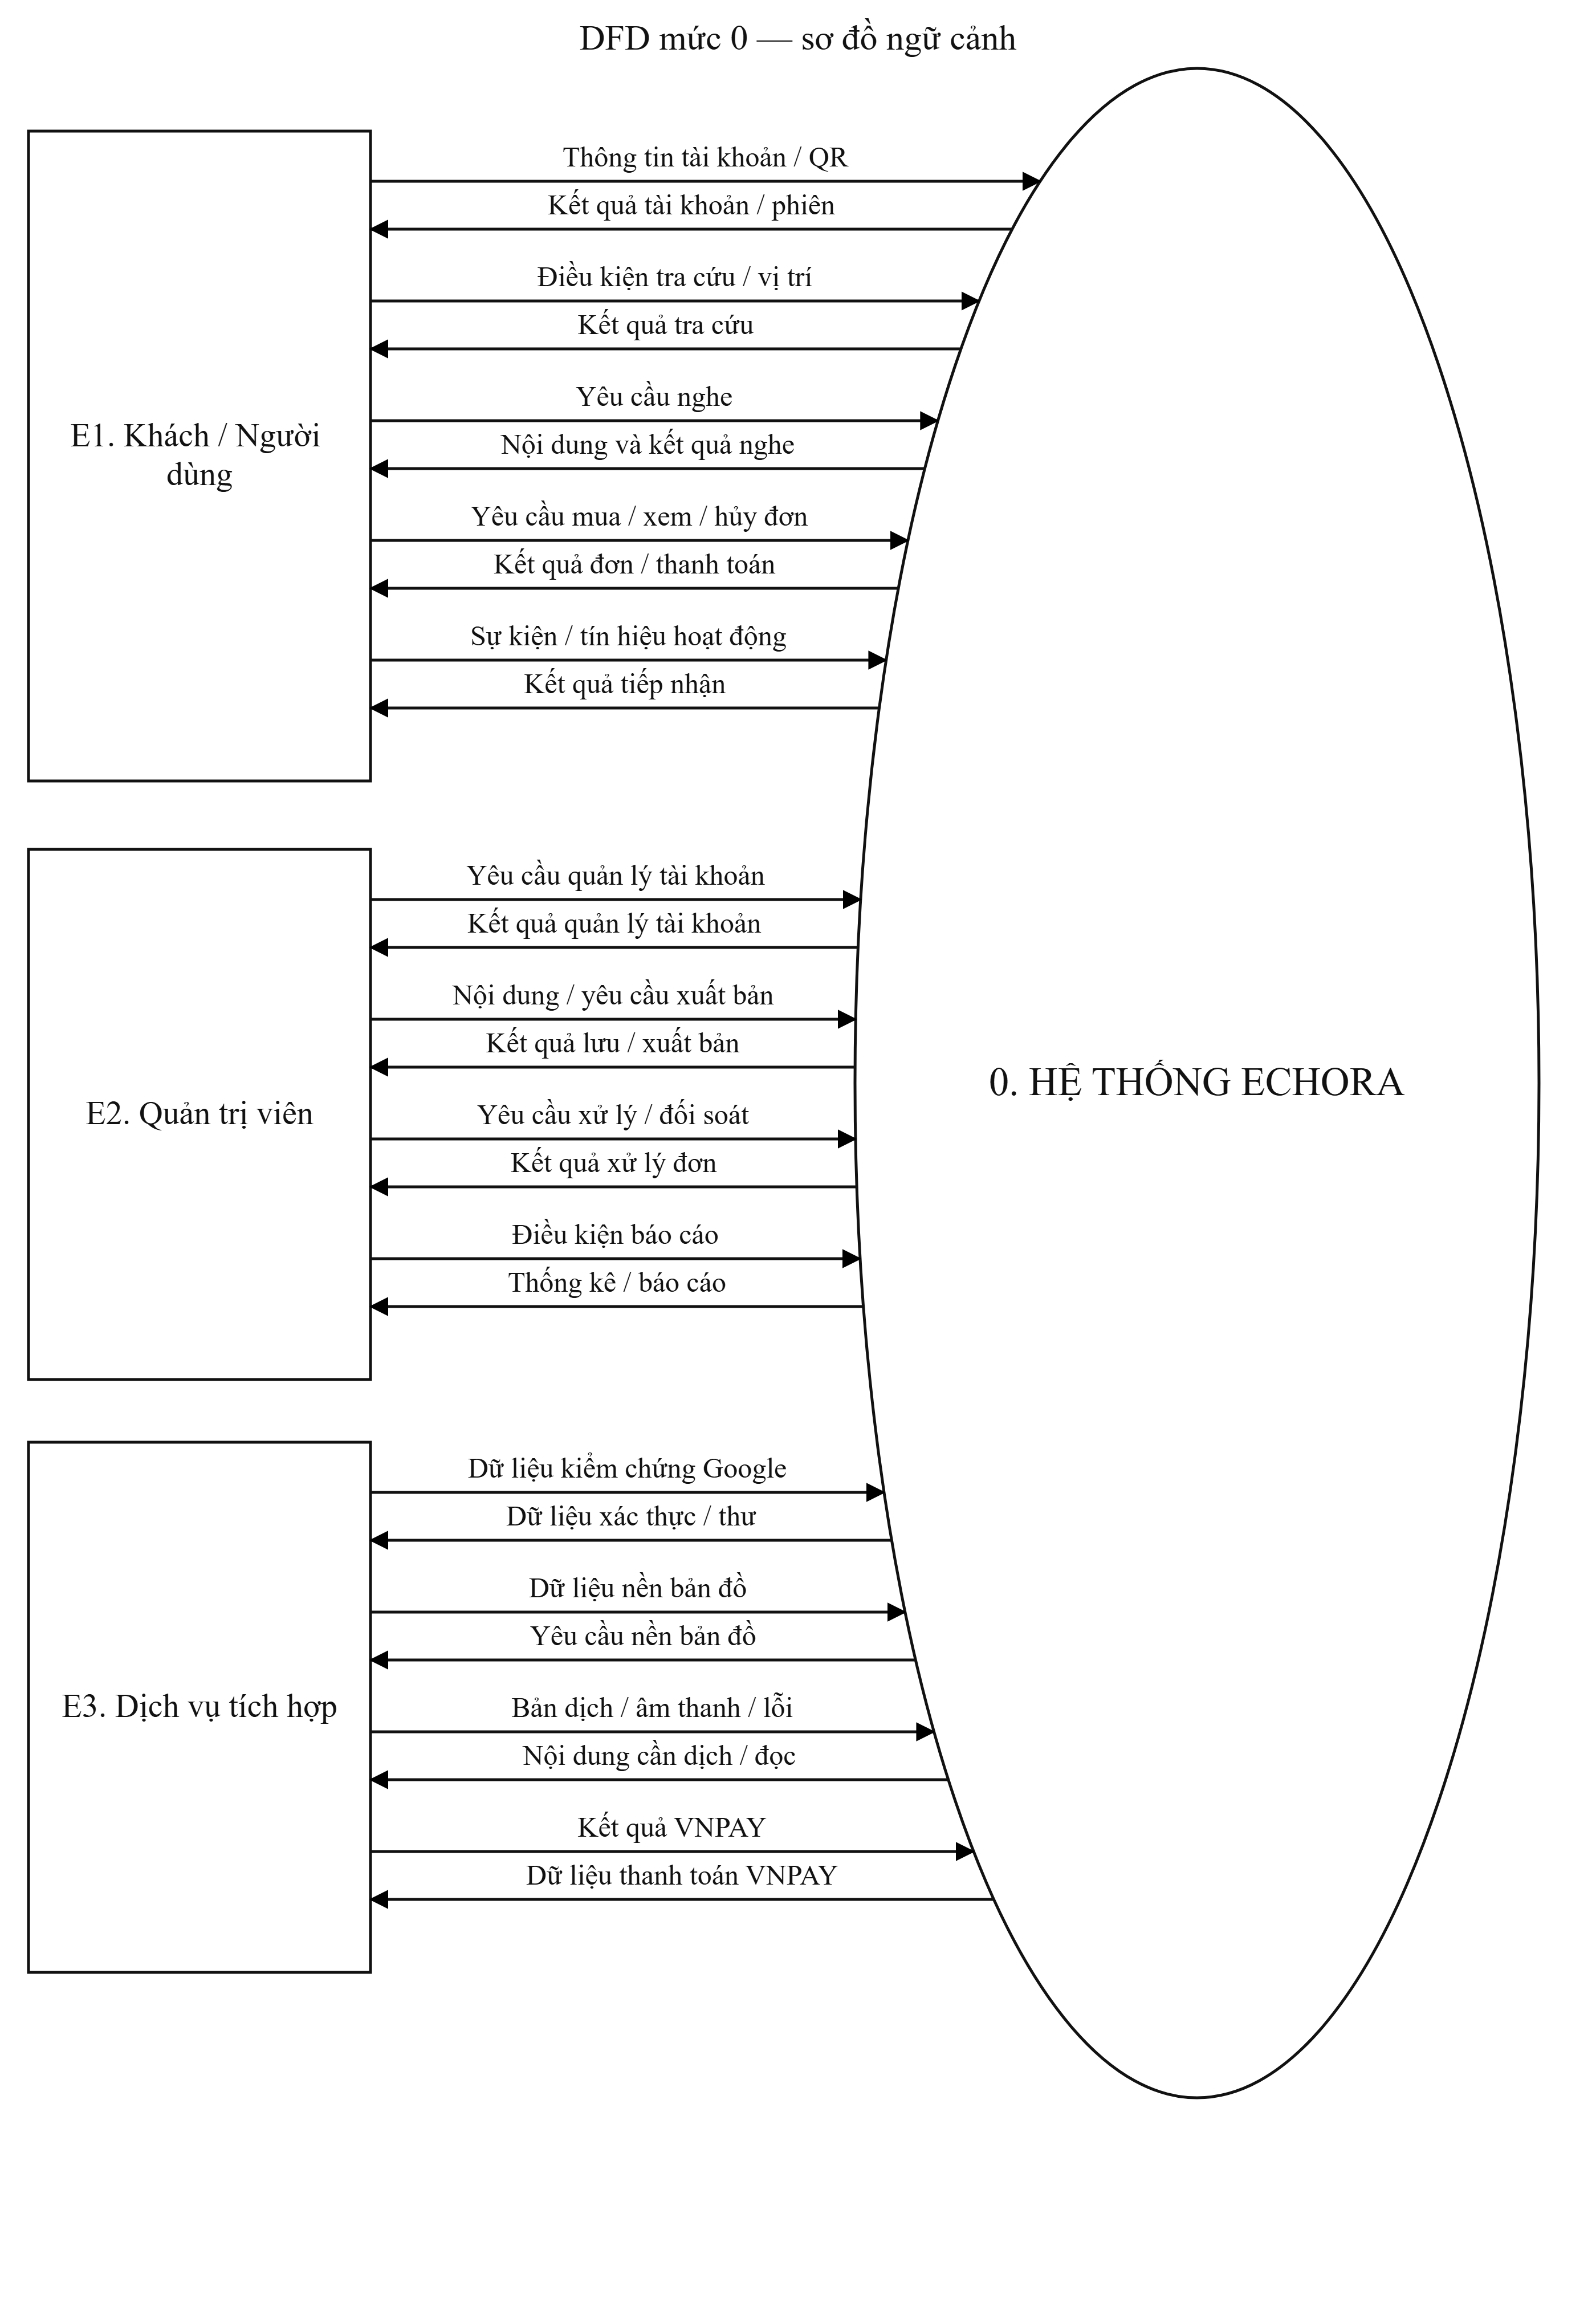 DFD mức 0 — sơ đồ ngữ cảnh
E1. Khách / Người
dùng
Thông tin tài khoản / QR
Kết quả tài khoản / phiên
Điều kiện tra cứu / vị trí
Kết quả tra cứu
Yêu cầu nghe
Nội dung và kết quả nghe
Yêu cầu mua / xem / hủy đơn
Kết quả đơn / thanh toán
Sự kiện / tín hiệu hoạt động
Kết quả tiếp nhận
E2. Quản trị viên
Yêu cầu quản lý tài khoản
Kết quả quản lý tài khoản
Nội dung / yêu cầu xuất bản
Kết quả lưu / xuất bản
Yêu cầu xử lý / đối soát
Kết quả xử lý đơn
Điều kiện báo cáo
Thống kê / báo cáo
0. HỆ THỐNG ECHORA
E3. Dịch vụ tích hợp
Dữ liệu kiểm chứng Google
Dữ liệu xác thực / thư
Dữ liệu nền bản đồ
Yêu cầu nền bản đồ
Bản dịch / âm thanh / lỗi
Nội dung cần dịch / đọc
Kết quả VNPAY
Dữ liệu thanh toán VNPAY